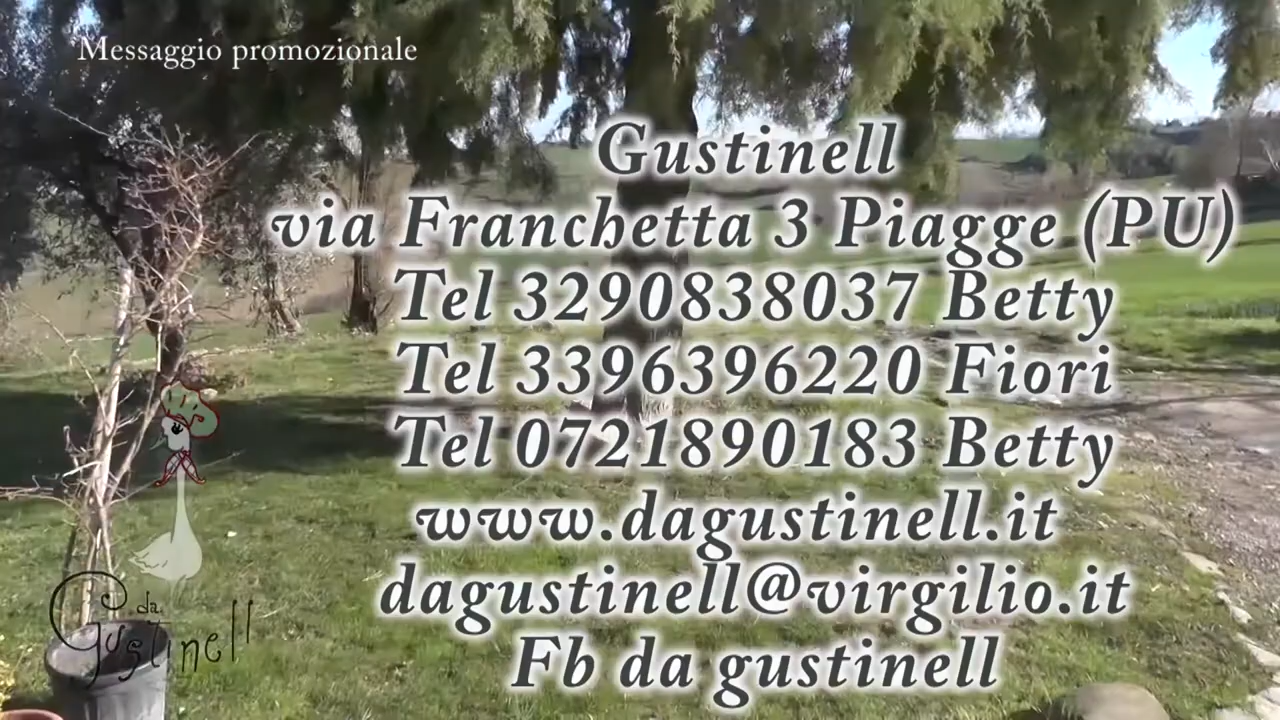 Messaggio promozionale
Gustinell
via Franchetta 3 Piagge (PU)
Tel 3290838037 Betty
Tel 3396396220 Fiori
Tel 0721890183 Betty
www.dagustinell.it
dagustinell@virgilio.it
Fb da gustinell
da
Gustinell